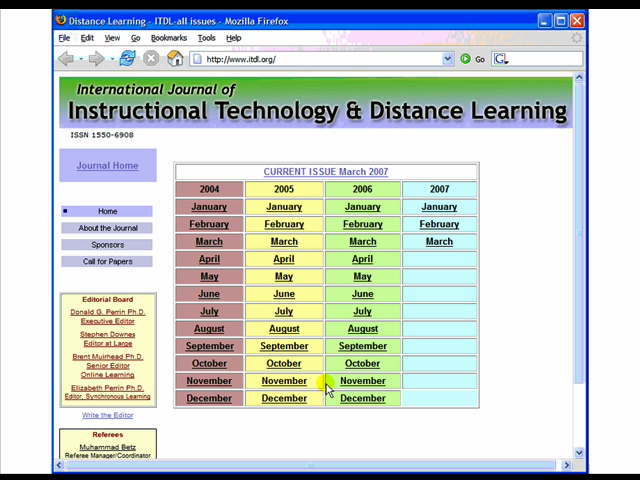 Distance Learning - ITDL-all issues - Mozilla Firefox
File Edit View Go Bookmarks Tools Help
http://www.itdl.org/ Go G
International Journal of
Instructional Technology & Distance Learning
ISSN 1550-6908
Journal Home
Home
About the Journal
Sponsors
Call for Papers
Editorial Board
Donald G. Perrin Ph.D.
Executive Editor
Stephen Downes
Editor at Large
Brent Muirhead Ph.D.
Senior Editor
Online Learning
Elizabeth Perrin Ph.D.
Editor, Synchronous Learning
Write the Editor
Referees
Muhammad Betz
Referee Manager/Coordinator
CURRENT ISSUE March 2007
2004 2005 2006 2007
January January January January
February February February February
March March March March
April April April
May May May
June June June
July July July
August August August
September September September
October October October
November November November
December December December